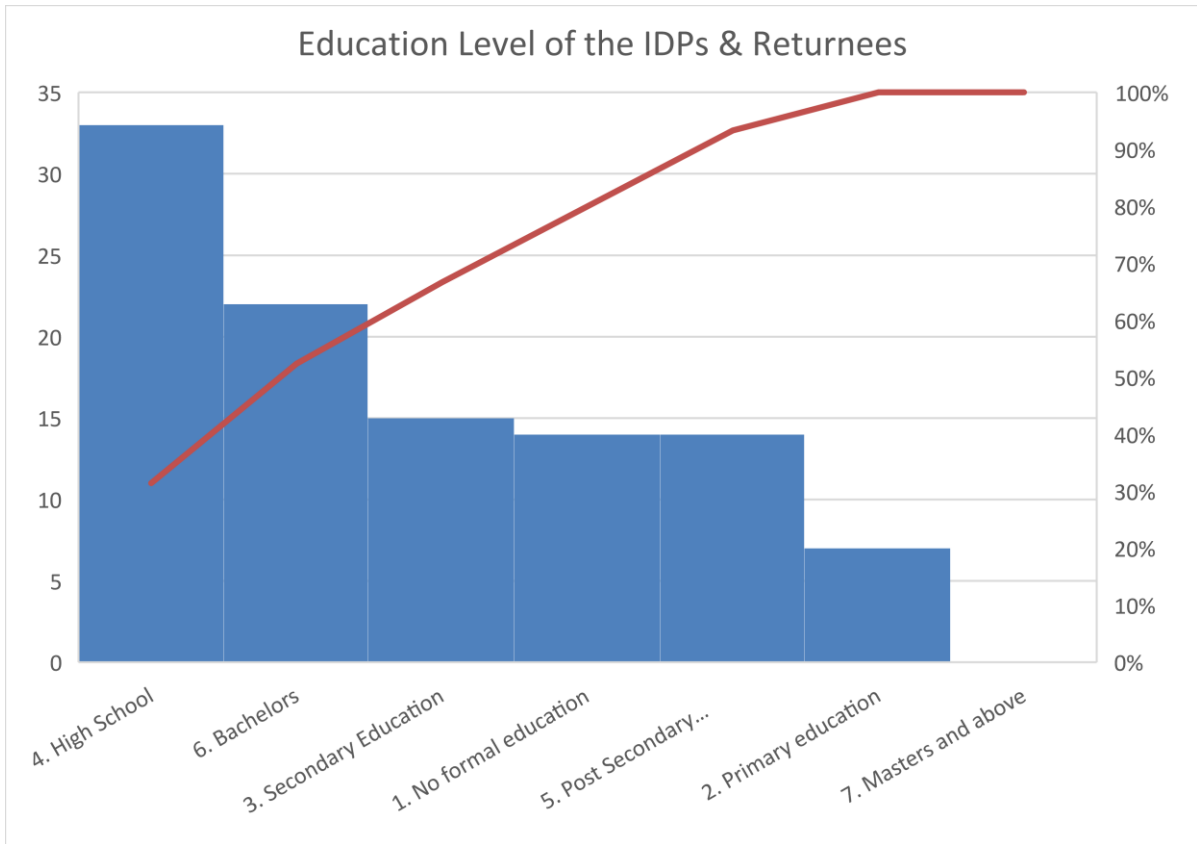 Education Level of the IDPs & Returnees
35
30
25
20
15
10
5
0
100%
90%
80%
70%
60%
50%
40%
30%
20%
10%
0%
4. High School
6. Bachelors
3. Secondary Education
1. No formal education
5. Post Secondary...
2. Primary education
7. Masters and above